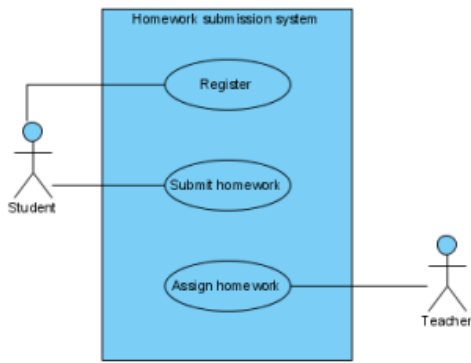 Homework submission system
Register
Submit homework
Student
Assign homework
Teacher